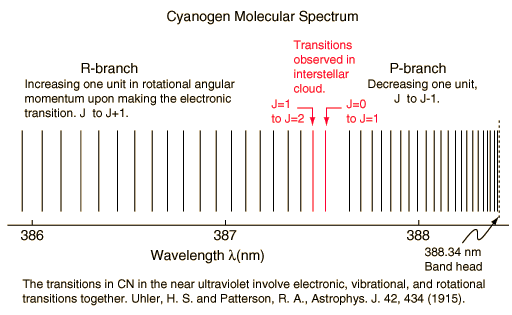 Cyanogen Molecular Spectrum
R-branch
Increasing one unit in rotational angular
momentum upon making the electronic
transition. J to J+1.
Transitions
observed in
interstellar
cloud.
J=1
to J=2
J=0
to J=1
P-branch
Decreasing one unit,
J to J-1.
386
387
388
Wavelength λ(nm)
388.34 nm
Band head
The transitions in CN in the near ultraviolet involve electronic, vibrational, and rotational
transitions together. Uhler, H. S. and Patterson, R. A., Astrophys. J. 42, 434 (1915).